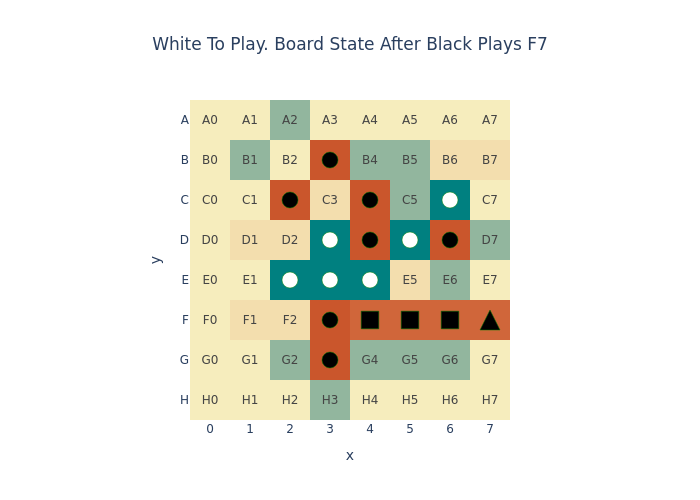 White To Play. Board State After Black Plays F7
A A0 A1 A2 A3 A4 A5 A6 A7
B B0 B1 B2 B4 B5 B6 B7
C C0 C1 C3 C5 C7
D D0 D1 D2 D7
y
E E0 E1 E5 E6 E7
F F0 F1 F2
G G0 G1 G2 G4 G5 G6 G7
H H0 H1 H2 H3 H4 H5 H6 H7
0 1 2 3 4 5 6 7
x